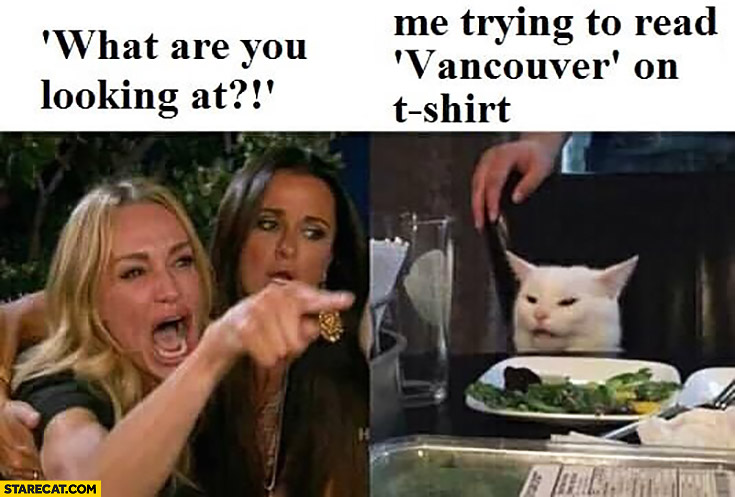 'What are you
looking at?!'
me trying to read
'Vancouver' on
t-shirt
STARECAT.COM